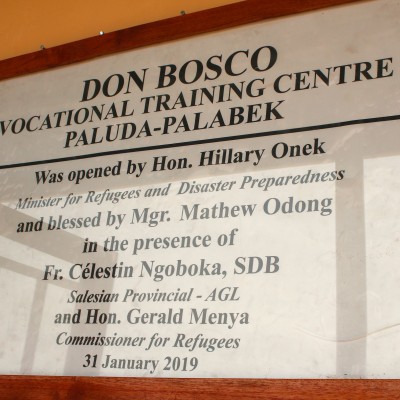 DON BOSCO
VOCATIONAL TRAINING CENTRE
PALUDA-PALABEK
Was opened by Hon. Hillary Onek
Minister for Refugees and Disaster Preparedness
and blessed by Mgr. Mathew Odong
in the presence of
Fr. Célestin Ngoboka, SDB
Salesian Provincial - AGL
and Hon. Gerald Menya
Commissioner for Refugees
31 January 2019